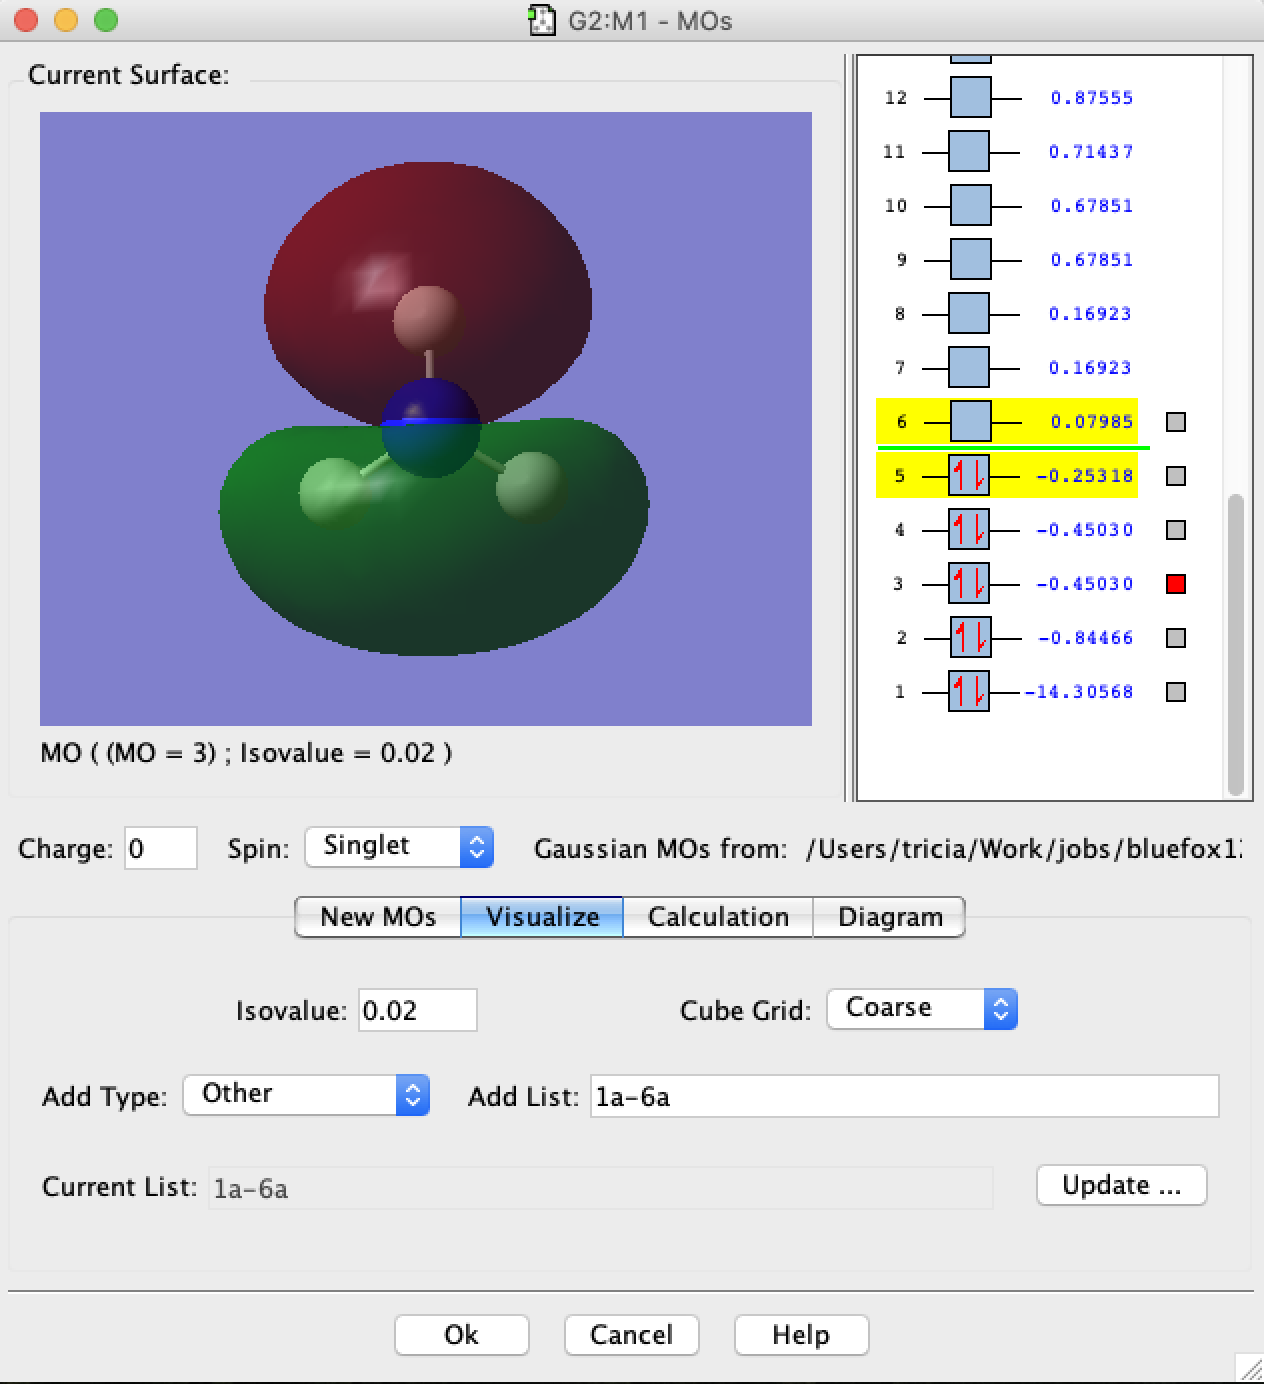 G2:M1 - MOs
Current Surface:
12 0.87555
11 0.71437
10 0.67851
9 0.67851
8 0.16923
7 0.16923
6 0.07985
5 -0.25318
4 -0.45030
3 -0.45030
2 -0.84466
1 -14.30568
MO ( (MO = 3) ; Isovalue = 0.02 )
Charge: 0 Spin: Singlet Gaussian MOs from: /Users/tricia/Work/jobs/bluefox1
New MOs Visualize Calculation Diagram
Isovalue: 0.02 Cube Grid: Coarse
Add Type: Other Add List: 1a-6a
Current List: 1a-6a Update ...
Ok Cancel Help